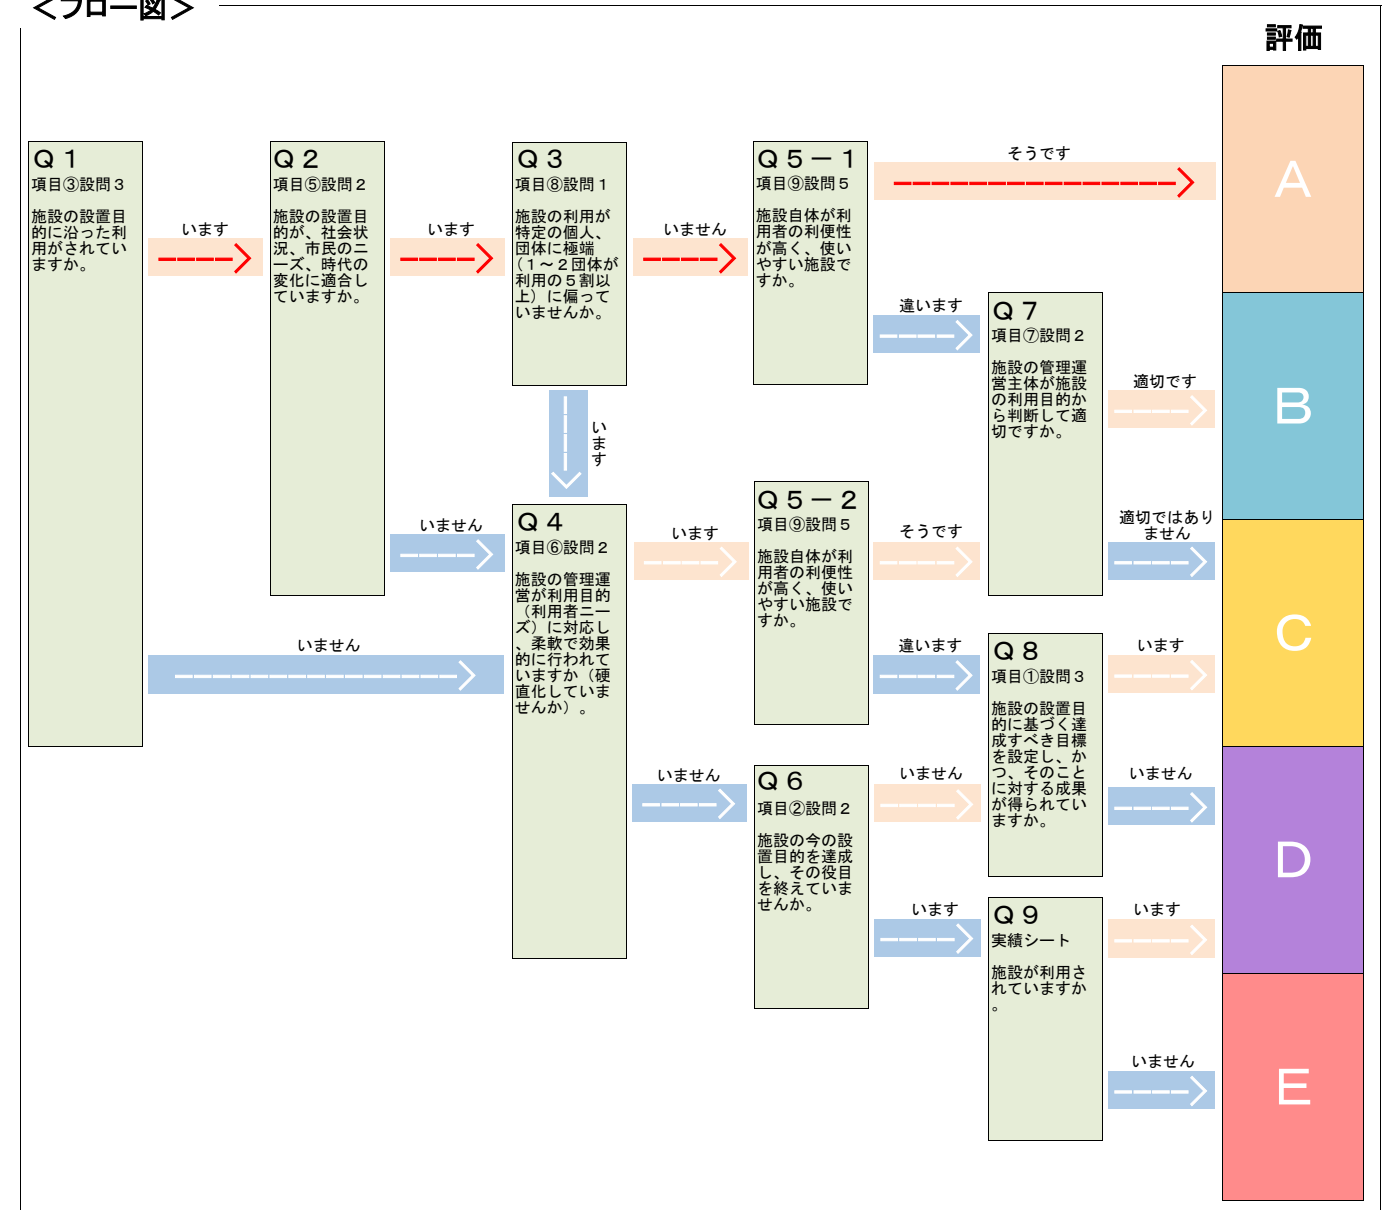 ＜フロー図＞
評価
Ｑ１
項目③設問３
施設の設置目
的に沿った利
用がされてい
ますか。
います
いません
Ｑ２
項目⑤設問２
施設の設置目
的が、社会状
況、市民のニ
ーズ、時代の
変化に適合し
ていますか。
います
いません
Ｑ３
項目⑧設問１
施設の利用が
特定の個人、
団体に極端
（１～２団体が
利用の５割以
上）に偏って
いませんか。
いません
います
Ｑ４
項目⑥設問２
施設の管理運
営が利用目的
（利用者ニー
ズ）に対応し
、柔軟で効果
的に行われて
いますか（硬
直化していま
せんか）。
います
いません
Ｑ５－１
項目⑨設問５
施設自体が利
用者の利便性
が高く、使い
やすい施設で
すか。
そうです
違います
Ｑ５－２
項目⑨設問５
施設自体が利
用者の利便性
が高く、使い
やすい施設で
すか。
そうです
違います
Ｑ６
項目②設問２
施設の今の設
置目的を達成
し、その役目
を終えていま
せんか。
いません
います
Ｑ７
項目⑦設問２
施設の管理運
営主体が施設
の利用目的か
ら判断して適
切ですか。
適切です
適切ではあり
ません
Ｑ８
項目①設問３
施設の設置目
的に基づく達
成すべき目標
を設定し、か
つ、そのこと
に対する成果
が得られてい
ますか。
います
いません
Ｑ９
実績シート
施設が利用さ
れていますか
。
います
いません
Ａ
Ｂ
Ｃ
Ｄ
Ｅ